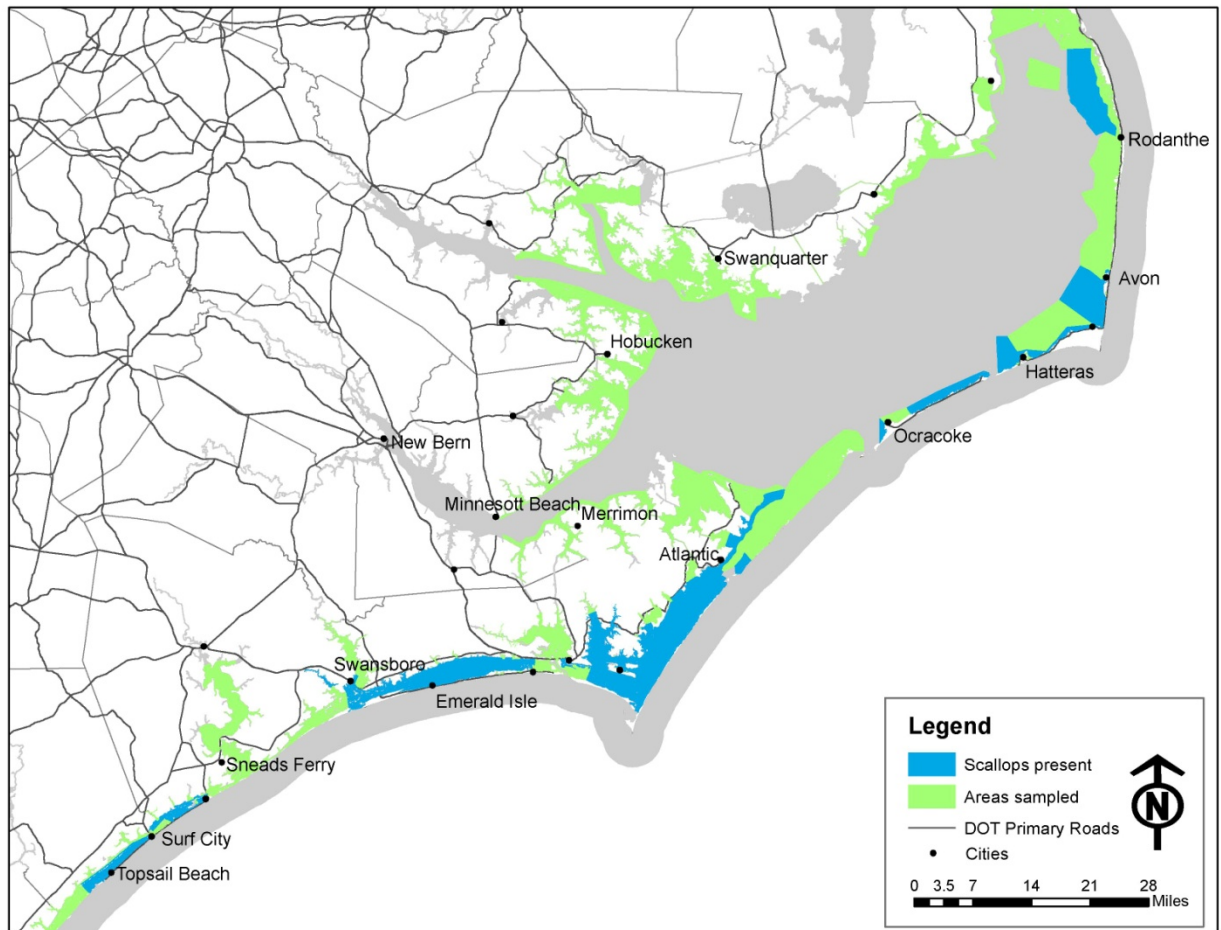 Rodanthe
Swanquarter
Avon
Hobucken
Hatteras
Ocracoke
New Bern
Minnesott Beach
Merrimon
Atlantic
Swansboro
Emerald Isle
Sneads Ferry
Surf City
Topsail Beach
Legend
Scallops present
Areas sampled
DOT Primary Roads
Cities
N
0 3.5 7 14 21 28
Miles